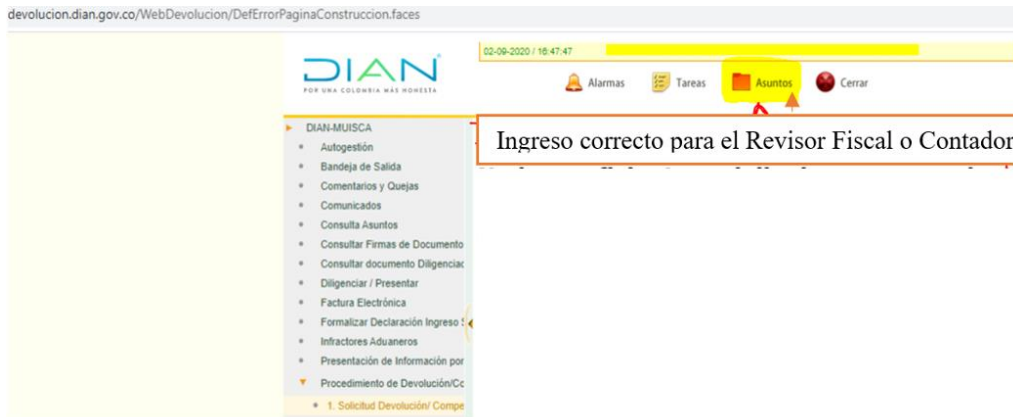 devolucion.dian.gov.co/WebDevolucion/DefErrorPaginaConstruccion.faces
02-09-2020 / 16:47:47
DIAN
POR UNA COLOMBIA MÁS HONESTA
Alarmas Tareas Asuntos Cerrar
Ingreso correcto para el Revisor Fiscal o Contador
DIAN-MUISCA
Autogestión
Bandeja de Salida
Comentarios y Quejas
Comunicados
Consulta Asuntos
Consultar Firmas de Documento
Consultar documento Diligenciac
Diligenciar / Presentar
Factura Electrónica
Formalizar Declaración Ingreso
Infractores Aduaneros
Presentación de Información por
Procedimiento de Devolución/Co
1. Solicitud Devolución/ Compe